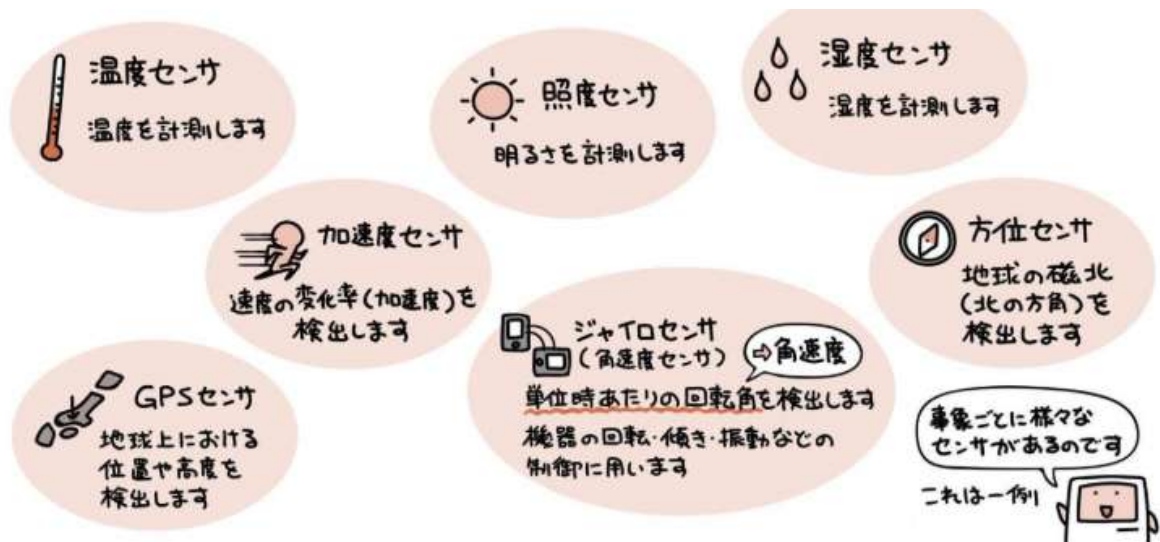 温度センサ
温度を計測します
照度センサ
明るさを計測します
湿度センサ
湿度を計測します
加速度センサ
速度の変化率(加速度)を
検出します
方位センサ
地球の磁北
(北の方角)を
検出します
GPSセンサ
地球上における
位置や高度を
検出します
ジャイロセンサ
(角速度センサ)
⇨角速度
単位時あたりの回転角を検出します
機器の回転・傾き・振動などの
制御に用います
事象ごとに様々な
センサがあるのです
これは一例